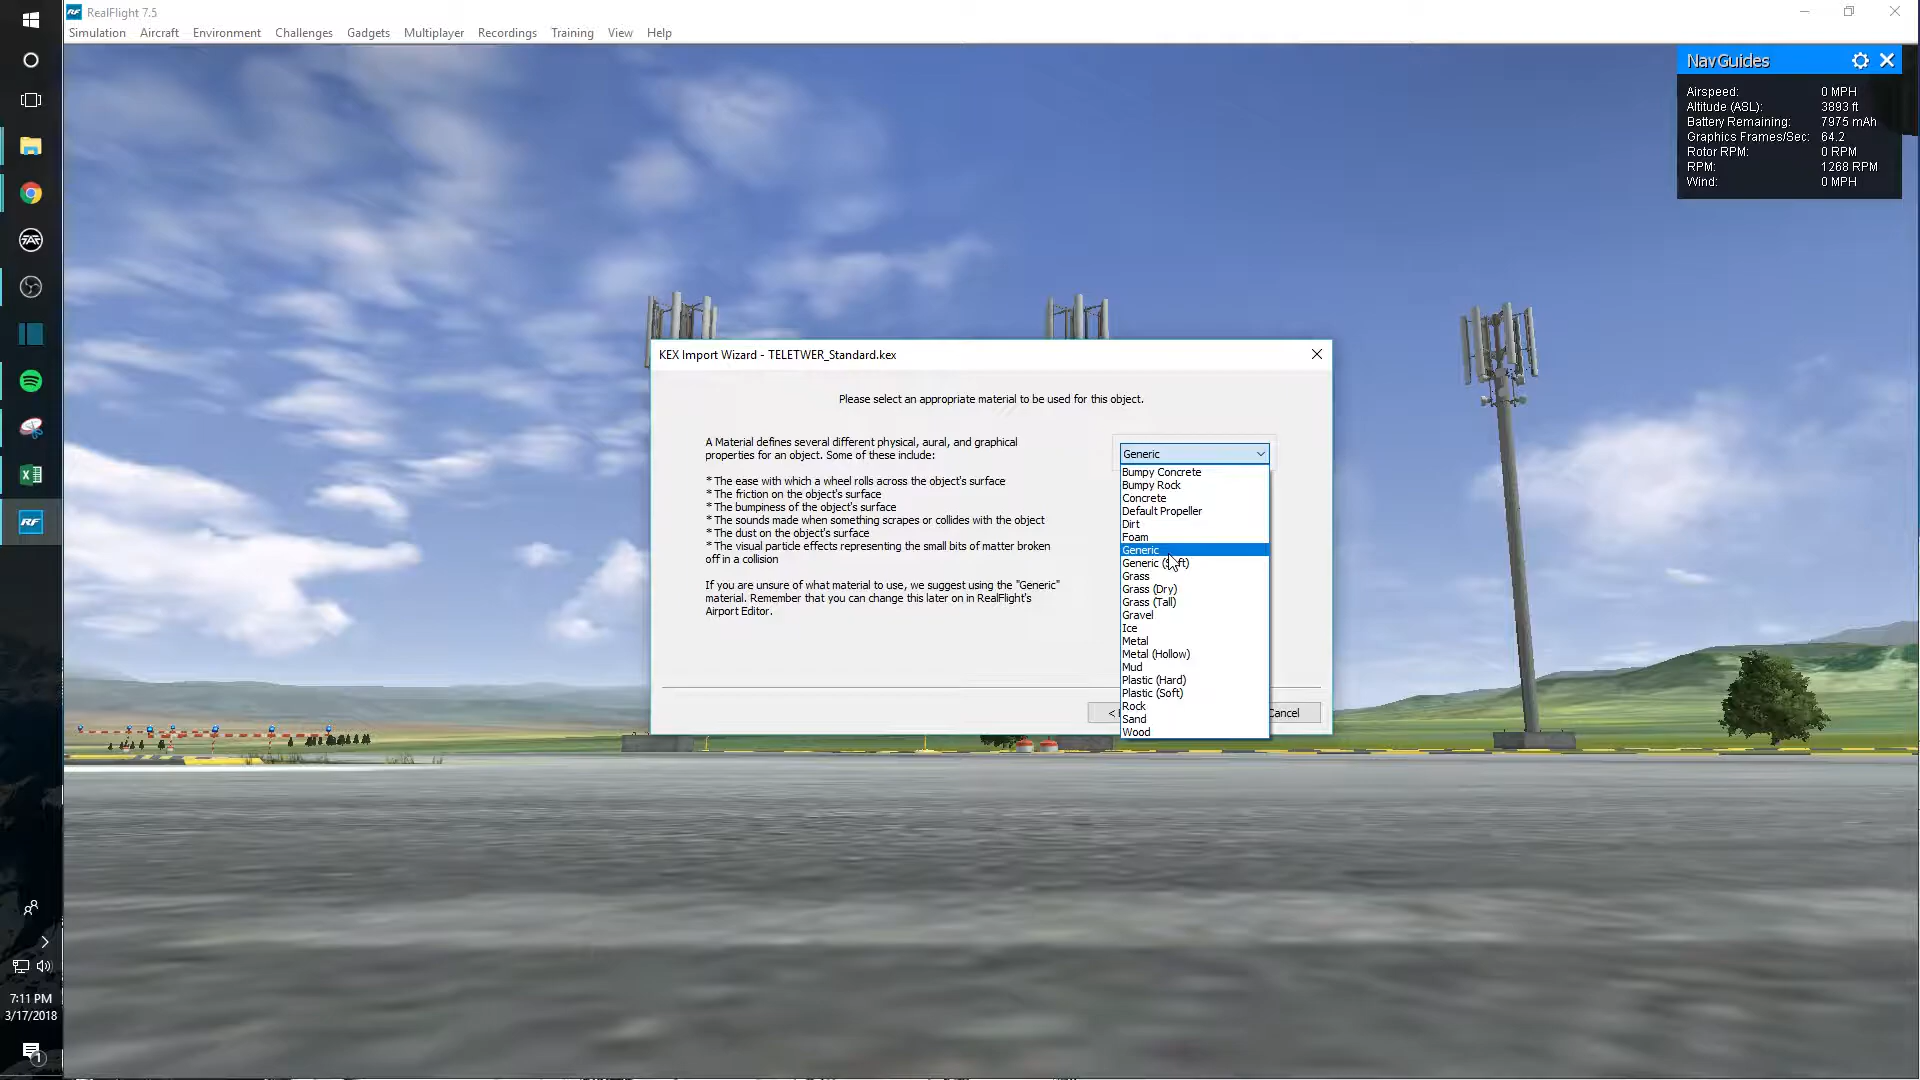 RealFlight 7.5
Simulation Aircraft Environment Challenges Gadgets Multiplayer Recordings Training View Help
NavGuides
Airspeed: 0 MPH
Altitude (ASL): 3893 ft
Battery Remaining: 7975 mAh
Graphics Frames/Sec: 64.2
Rotor RPM: 0 RPM
RPM: 1268 RPM
Wind: 0 MPH
KEX Import Wizard - TELETWER_Standard.kex
Please select an appropriate material to be used for this object.
A Material defines several different physical, aural, and graphical
properties for an object. Some of these include:
* The ease with which a wheel rolls across the object's surface
* The friction on the object's surface
* The bumpiness of the object's surface
* The sounds made when something scrapes or collides with the object
* The dust on the object's surface
* The visual particle effects representing the small bits of matter broken
off in a collision
If you are unsure of what material to use, we suggest using the "Generic"
material. Remember that you can change this later on in RealFlight's
Airport Editor.
Generic
Bumpy Concrete
Bumpy Rock
Concrete
Default Propeller
Dirt
Foam
Generic
Generic (Soft)
Grass
Grass (Dry)
Grass (Tall)
Gravel
Ice
Metal
Metal (Hollow)
Mud
Plastic (Hard)
Plastic (Soft)
Rock
Sand
Wood
<
Cancel
RF
7:11 PM
3/17/2018
1